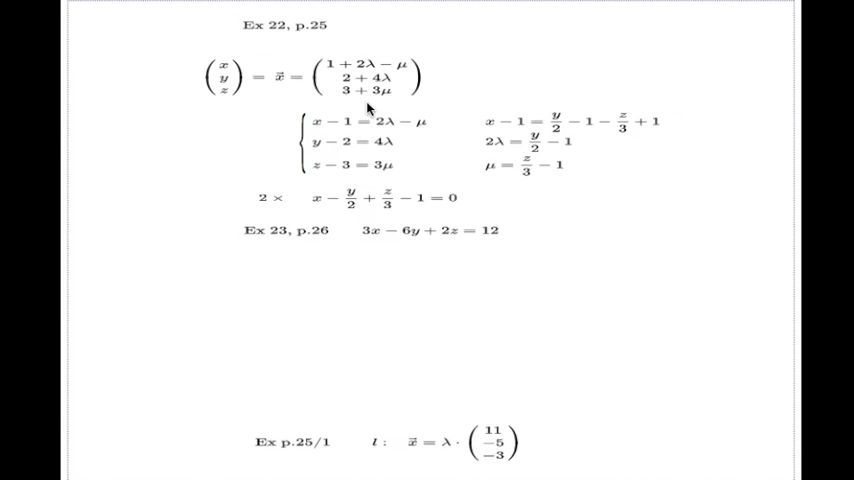 Ex 22, p.25
(x y z) = x⃗ = (1 + 2λ − μ 2 + 4λ 3 + 3μ)
{ x − 1 = 2λ − μ x − 1 = y/2 − 1 − z/3 + 1
y − 2 = 4λ 2λ = y/2 − 1
z − 3 = 3μ μ = z/3 − 1
2 × x − y/2 + z/3 − 1 = 0
Ex 23, p.26 3x − 6y + 2z = 12
Ex p.25/1 l : x⃗ = λ · (11 −5 −3)